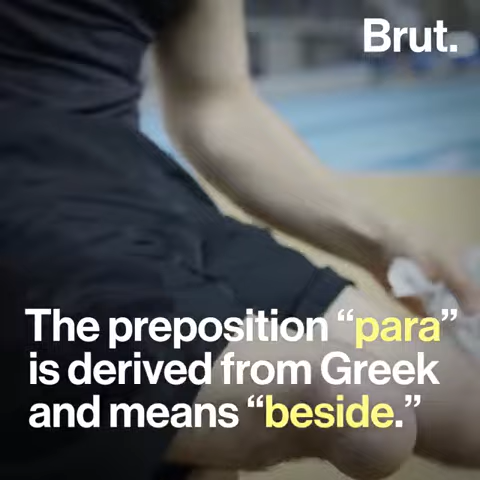 Brut.
The preposition “para”
is derived from Greek
and means “beside.”